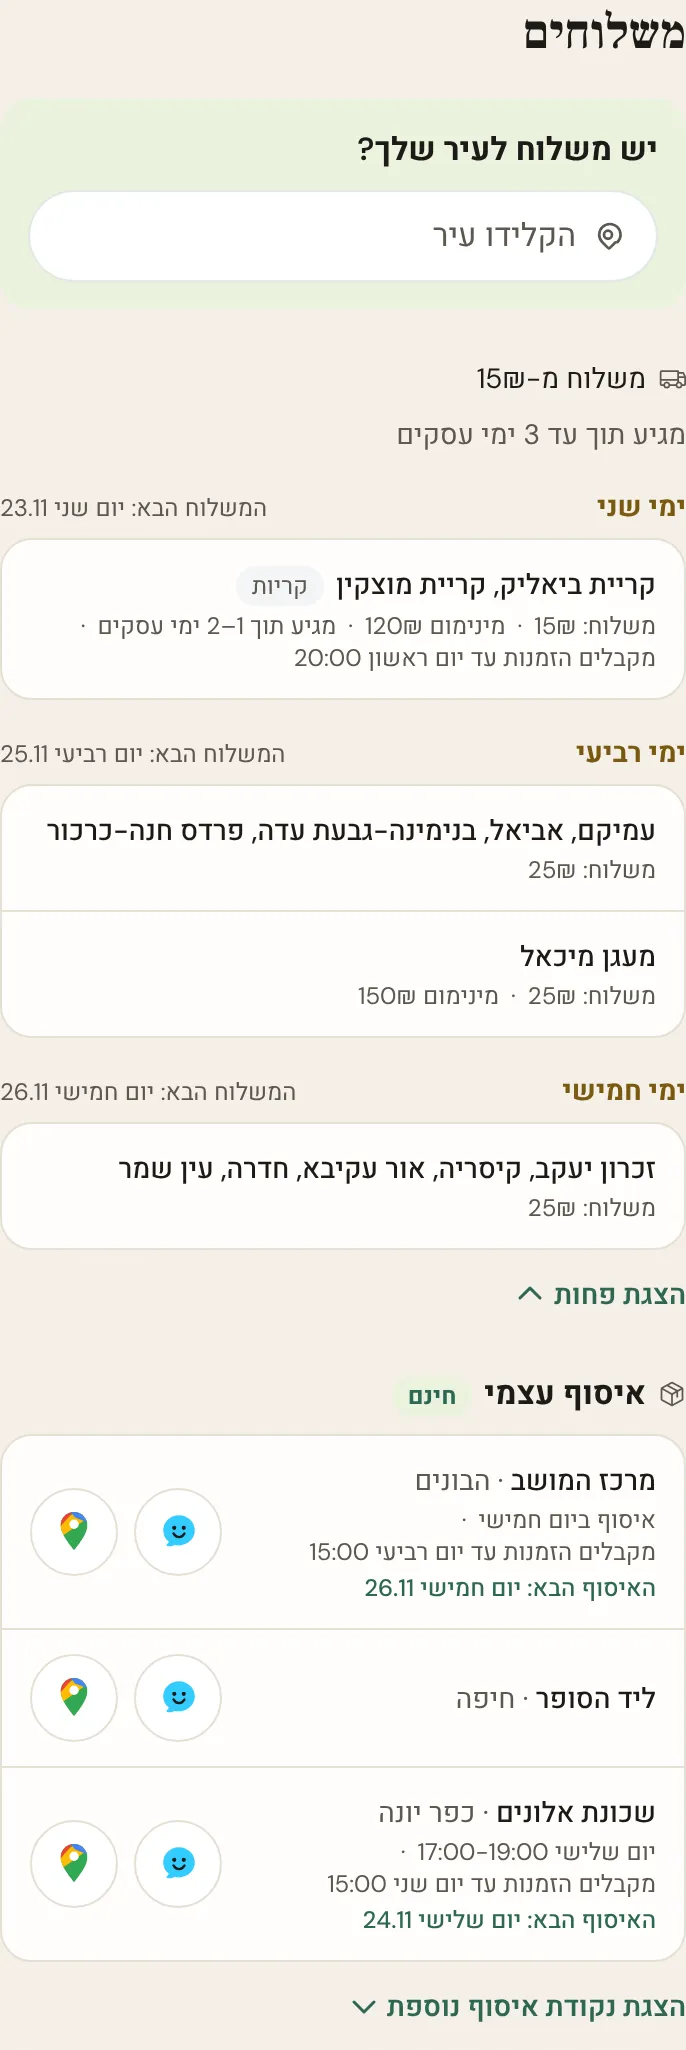 משלוחים
יש משלוח לעיר שלך?
הקלידו עיר
משלוח מ-15₪
מגיע תוך עד 3 ימי עסקים
ימי שני המשלוח הבא: יום שני 23.11
קריית ביאליק, קריית מוצקין קריות
משלוח: 15₪ · מינימום 120₪ · מגיע תוך 1–2 ימי עסקים ·
מקבלים הזמנות עד יום ראשון 20:00
ימי רביעי המשלוח הבא: יום רביעי 25.11
עמיקם, אביאל, בנימינה-גבעת עדה, פרדס חנה-כרכור
משלוח: 25₪
מעגן מיכאל
משלוח: 25₪ · מינימום 150₪
ימי חמישי המשלוח הבא: יום חמישי 26.11
זכרון יעקב, קיסריה, אור עקיבא, חדרה, עין שמר
משלוח: 25₪
הצגת פחות
איסוף עצמי חינם
מרכז המושב · הבונים
איסוף ביום חמישי ·
מקבלים הזמנות עד יום רביעי 15:00
האיסוף הבא: יום חמישי 26.11
ליד הסופר · חיפה
שכונת אלונים · כפר יונה
יום שלישי 17:00-19:00 ·
מקבלים הזמנות עד יום שני 15:00
האיסוף הבא: יום שלישי 24.11
הצגת נקודת איסוף נוספת